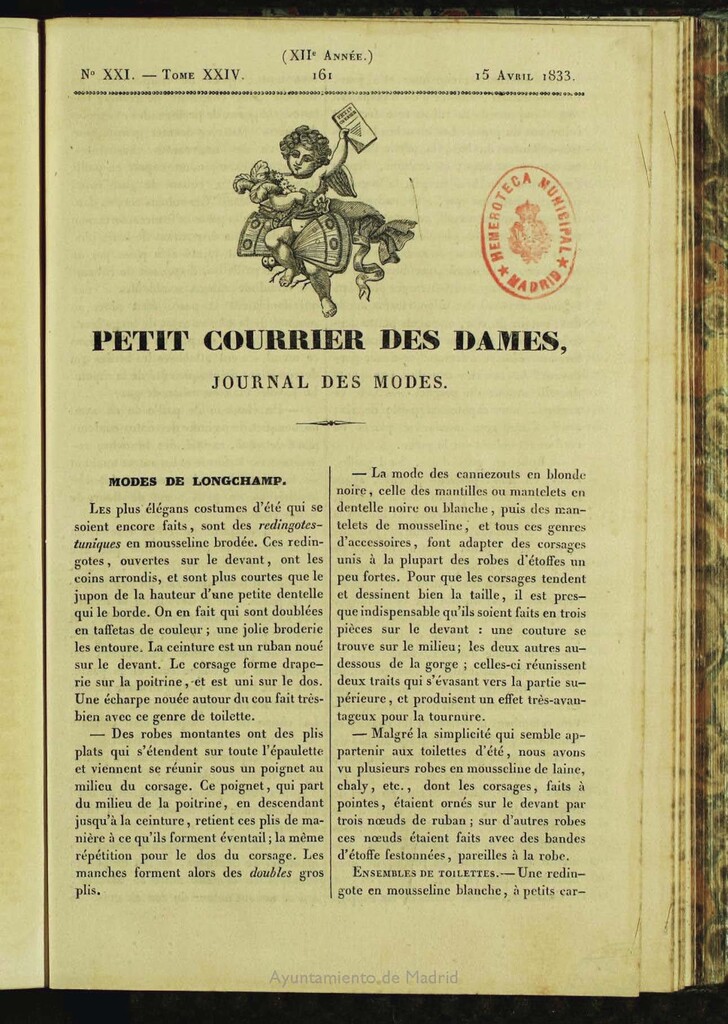 (XIIe Année.)
No XXI. — Tome XXIV. 161 15 Avril 1833.
PETIT COURRIER
HEMEROTECA MUNICIPAL
★ MADRID ★
PETIT COURRIER DES DAMES,
JOURNAL DES MODES.
MODES DE LONGCHAMP.
Les plus élégans costumes d'été qui se
soient encore faits, sont des redingotes-
tuniques en mousseline brodée. Ces redin-
gotes, ouvertes sur le devant, ont les
coins arrondis, et sont plus courtes que le
jupon de la hauteur d'une petite dentelle
qui le borde. On en fait qui sont doublées
en taffetas de couleur; une jolie broderie
les entoure. La ceinture est un ruban noué
sur le devant. Le corsage forme drape-
rie sur la poitrine, et est uni sur le dos.
Une écharpe nouée autour du cou fait très-
bien avec ce genre de toilette.
— Des robes montantes ont des plis
plats qui s'étendent sur toute l'épaulette
et viennent se réunir sous un poignet au
milieu du corsage. Ce poignet, qui part
du milieu de la poitrine, en descendant
jusqu'à la ceinture, retient ces plis de ma-
nière à ce qu'ils forment éventail; la même
répétition pour le dos du corsage. Les
manches forment alors des doubles gros
plis.
— La mode des cannezouts en blonde
noire, celle des mantilles ou mantelets en
dentelle noire ou blanche, puis des man-
telets de mousseline, et tous ces genres
d'accessoires, font adapter des corsages
unis à la plupart des robes d'étoffes un
peu fortes. Pour que les corsages tendent
et dessinent bien la taille, il est pres-
que indispensable qu'ils soient faits en trois
pièces sur le devant : une couture se
trouve sur le milieu; les deux autres au-
dessous de la gorge; celles-ci réunissent
deux traits qui s'évasant vers la partie su-
périeure, et produisent un effet très-avan-
tageux pour la tournure.
— Malgré la simplicité qui semble ap-
partenir aux toilettes d'été, nous avons
vu plusieurs robes en mousseline de laine,
chaly, etc., dont les corsages, faits à
pointes, étaient ornés sur le devant par
trois nœuds de ruban; sur d'autres robes
ces nœuds étaient faits avec des bandes
d'étoffe festonnées, pareilles à la robe.
Ensembles de toilettes.— Une redin-
gote en mousseline blanche, à petits car-
Ayuntamiento de Madrid